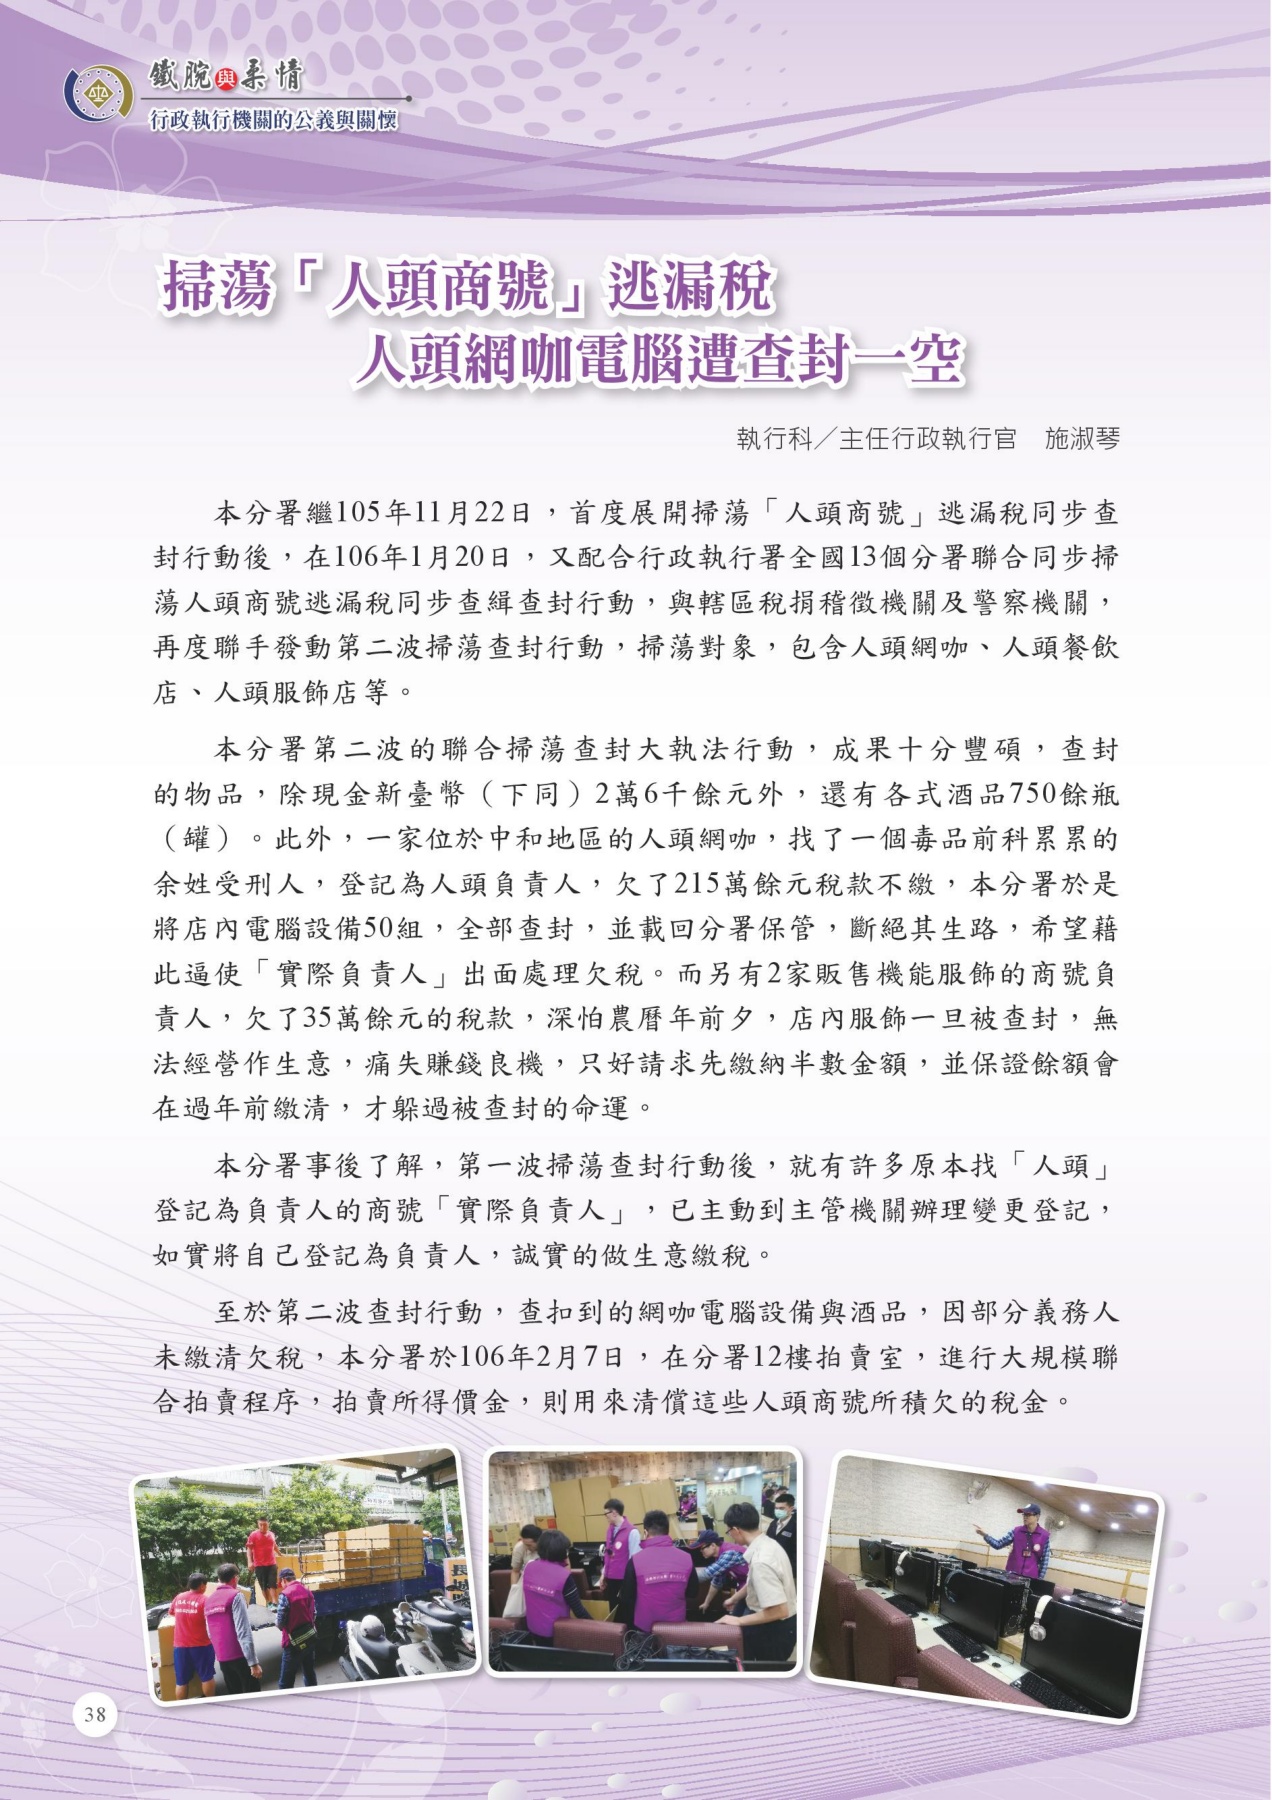 鐵腕與柔情
行政執行機關的公義與關懷
掃蕩「人頭商號」逃漏稅
人頭網咖電腦遭查封一空
執行科／主任行政執行官　施淑琴
本分署繼105年11月22日，首度展開掃蕩「人頭商號」逃漏稅同步查
封行動後，在106年1月20日，又配合行政執行署全國13個分署聯合同步掃
蕩人頭商號逃漏稅同步查緝查封行動，與轄區稅捐稽徵機關及警察機關，
再度聯手發動第二波掃蕩查封行動，掃蕩對象，包含人頭網咖、人頭餐飲
店、人頭服飾店等。
本分署第二波的聯合掃蕩查封大執法行動，成果十分豐碩，查封
的物品，除現金新臺幣（下同）2萬6千餘元外，還有各式酒品750餘瓶
（罐）。此外，一家位於中和地區的人頭網咖，找了一個毒品前科累累的
余姓受刑人，登記為人頭負責人，欠了215萬餘元稅款不繳，本分署於是
將店內電腦設備50組，全部查封，並載回分署保管，斷絕其生路，希望藉
此逼使「實際負責人」出面處理欠稅。而另有2家販售機能服飾的商號負
責人，欠了35萬餘元的稅款，深怕農曆年前夕，店內服飾一旦被查封，無
法經營作生意，痛失賺錢良機，只好請求先繳納半數金額，並保證餘額會
在過年前繳清，才躲過被查封的命運。
本分署事後了解，第一波掃蕩查封行動後，就有許多原本找「人頭」
登記為負責人的商號「實際負責人」，已主動到主管機關辦理變更登記，
如實將自己登記為負責人，誠實的做生意繳稅。
至於第二波查封行動，查扣到的網咖電腦設備與酒品，因部分義務人
未繳清欠稅，本分署於106年2月7日，在分署12樓拍賣室，進行大規模聯
合拍賣程序，拍賣所得價金，則用來清償這些人頭商號所積欠的稅金。
38